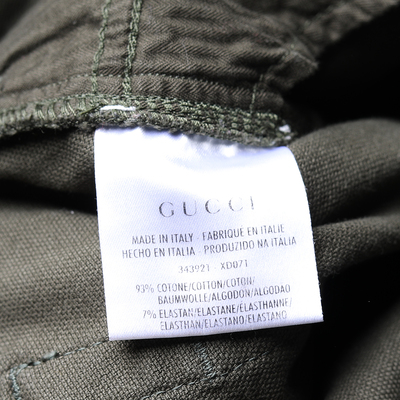 GUCCI
MADE IN ITALY - FABRIQUÉ EN ITALIE
HECHO EN ITALIA - PRODUZIDO NA ITALIA
343921 - XD071
93% COTONE/COTTON/COTON/
BAUMWOLLE/ALGODON/ALGODAO
7% ELASTAN/ELASTANE/ELASTHANNE/
ELASTHAN/ELASTANO/ELASTANO